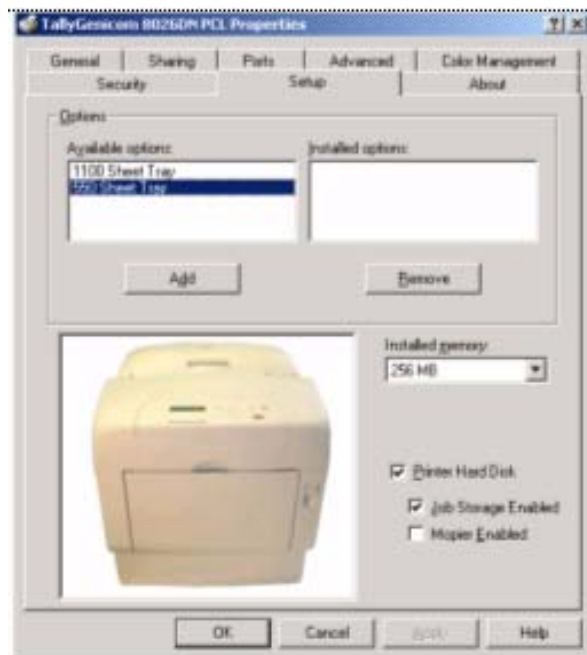 TallyGenicom 8026DN PCL Properties
General Sharing Ports Advanced Color Management
Security Setup About
Options
Available options:
Installed options:
1100 Sheet Tray
550 Sheet Tray
Add
Remove
Installed memory
256 MB
Printer Hard Disk
Job Storage Enabled
Mopier Enabled
OK Cancel Apply Help